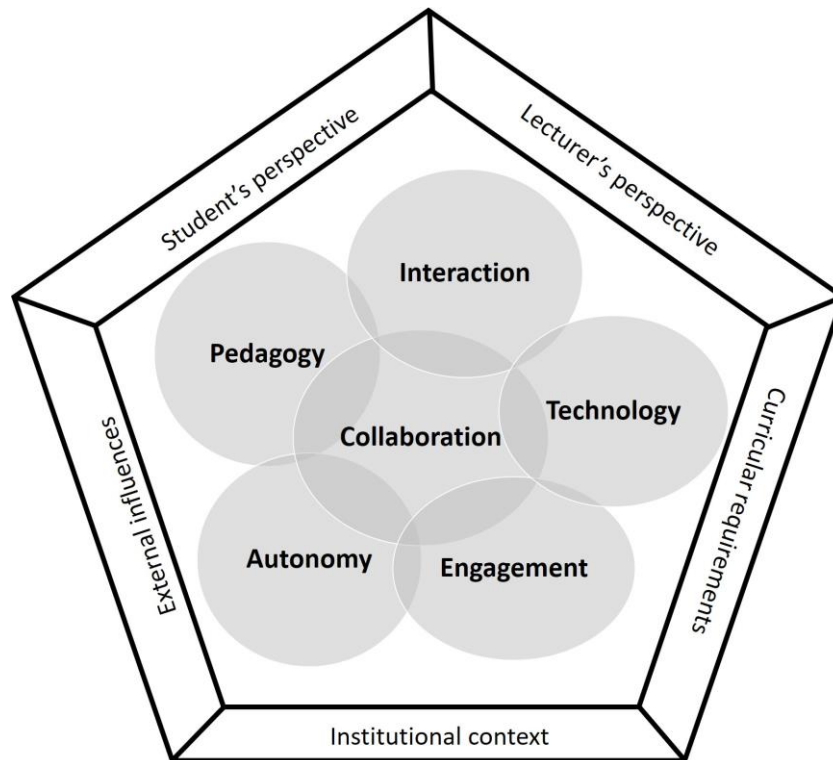 Student's perspective
Lecturer's perspective
Interaction
Pedagogy
Technology
Collaboration
External influences
Curricular requirements
Autonomy
Engagement
Institutional context